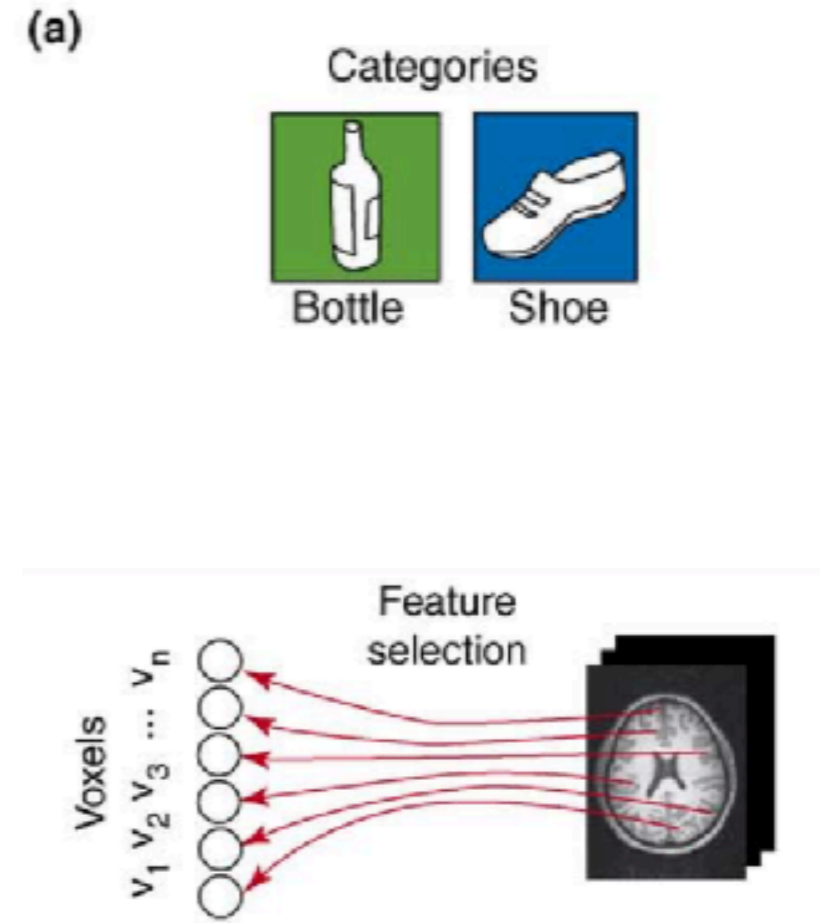 (a)
Categories
Bottle Shoe
Feature
selection
Voxels
v1 v2 v3 ... vn